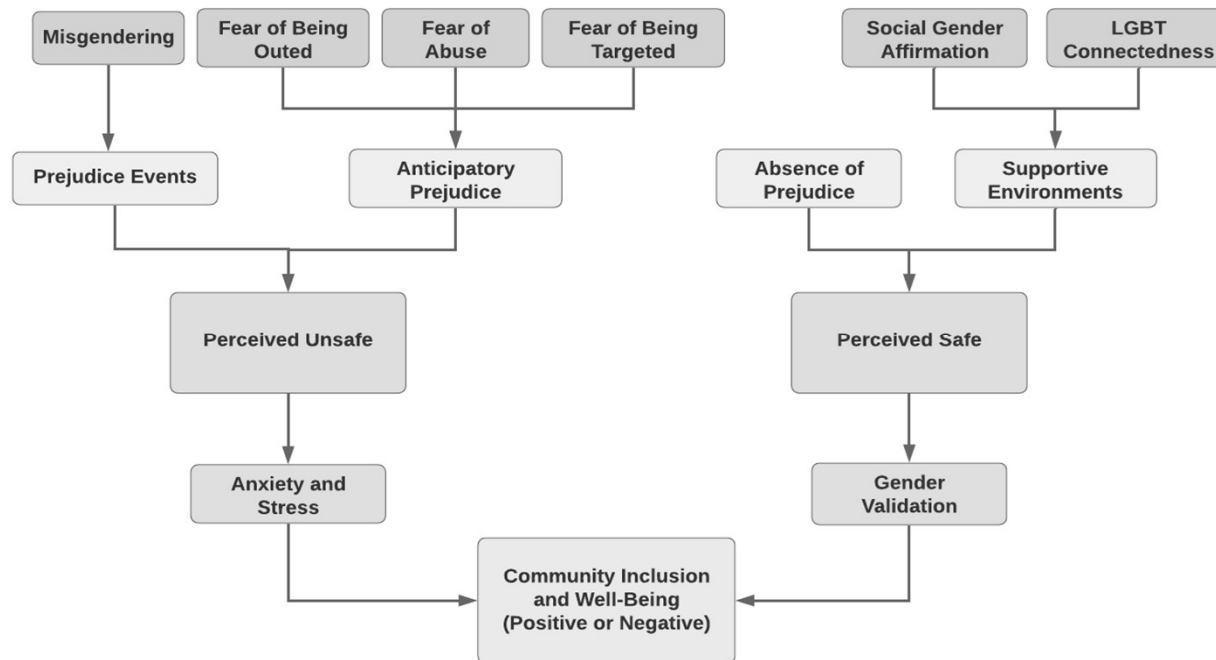 Misgendering
Fear of Being
Outed
Fear of
Abuse
Fear of Being
Targeted
Social Gender
Affirmation
LGBT
Connectedness
Prejudice Events
Anticipatory
Prejudice
Absence of
Prejudice
Supportive
Environments
Perceived Unsafe
Perceived Safe
Anxiety and
Stress
Gender
Validation
Community Inclusion
and Well-Being
(Positive or Negative)